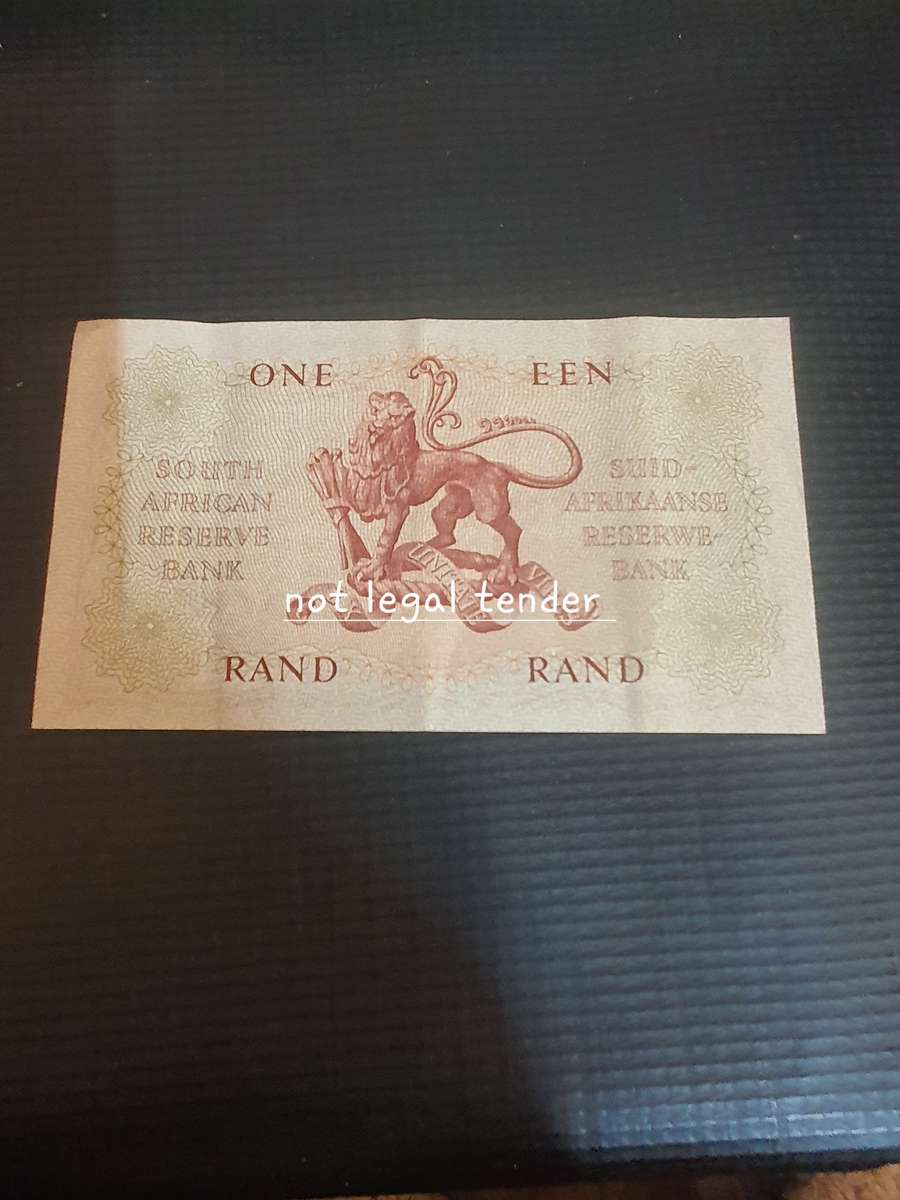 ONE EEN
SOUTH AFRICAN RESERVE BANK
SUID-AFRIKAANSE RESERWE-BANK
not legal tender
RAND RAND